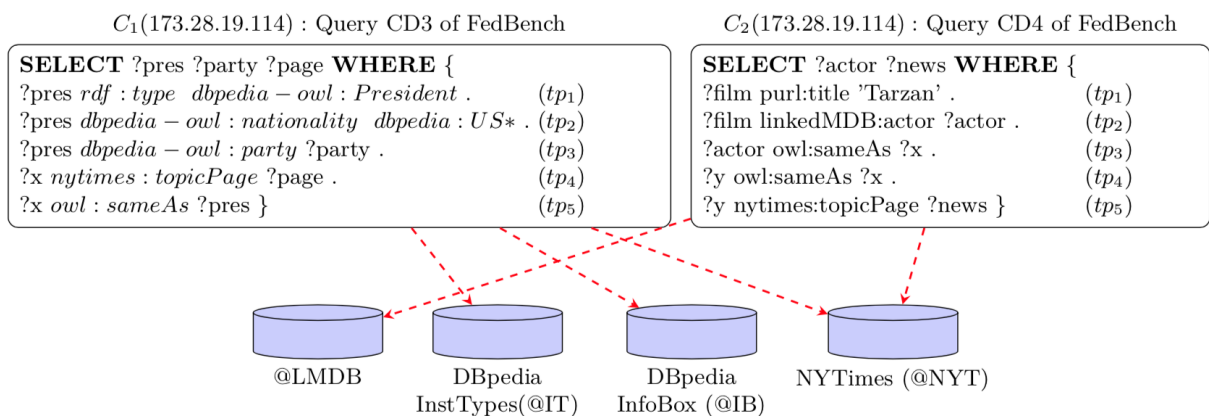 C1(173.28.19.114) : Query CD3 of FedBench
SELECT ?pres ?party ?page WHERE {
?pres rdf : type dbpedia − owl : President . (tp1)
?pres dbpedia − owl : nationality dbpedia : US∗ . (tp2)
?pres dbpedia − owl : party ?party . (tp3)
?x nytimes : topicPage ?page . (tp4)
?x owl : sameAs ?pres } (tp5)
C2(173.28.19.114) : Query CD4 of FedBench
SELECT ?actor ?news WHERE {
?film purl:title 'Tarzan' . (tp1)
?film linkedMDB:actor ?actor . (tp2)
?actor owl:sameAs ?x . (tp3)
?y owl:sameAs ?x . (tp4)
?y nytimes:topicPage ?news } (tp5)
@LMDB
DBpedia
InstTypes(@IT)
DBpedia
InfoBox (@IB)
NYTimes (@NYT)